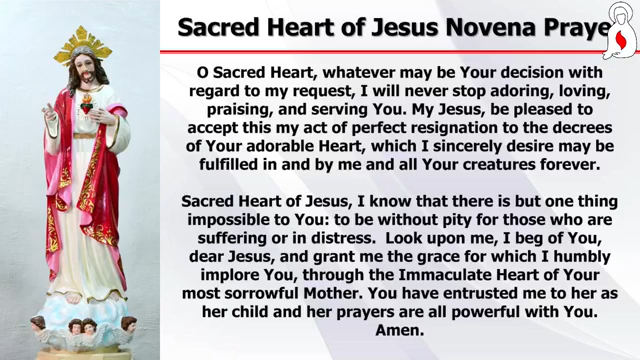 Sacred Heart of Jesus Novena Praye
O Sacred Heart, whatever may be Your decision with
regard to my request, I will never stop adoring, loving,
praising, and serving You. My Jesus, be pleased to
accept this my act of perfect resignation to the decrees
of Your adorable Heart, which I sincerely desire may be
fulfilled in and by me and all Your creatures forever.
Sacred Heart of Jesus, I know that there is but one thing
impossible to You: to be without pity for those who are
suffering or in distress. Look upon me, I beg of You,
dear Jesus, and grant me the grace for which I humbly
implore You, through the Immaculate Heart of Your
most sorrowful Mother. You have entrusted me to her as
her child and her prayers are all powerful with You.
Amen.